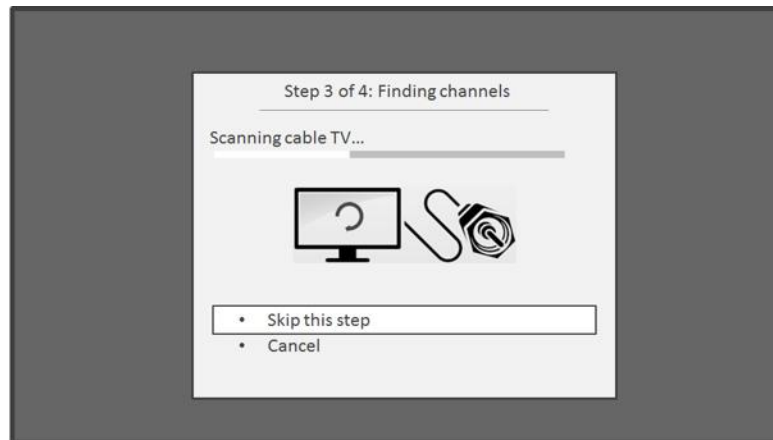 Step 3 of 4: Finding channels
Scanning cable TV...
• Skip this step
• Cancel